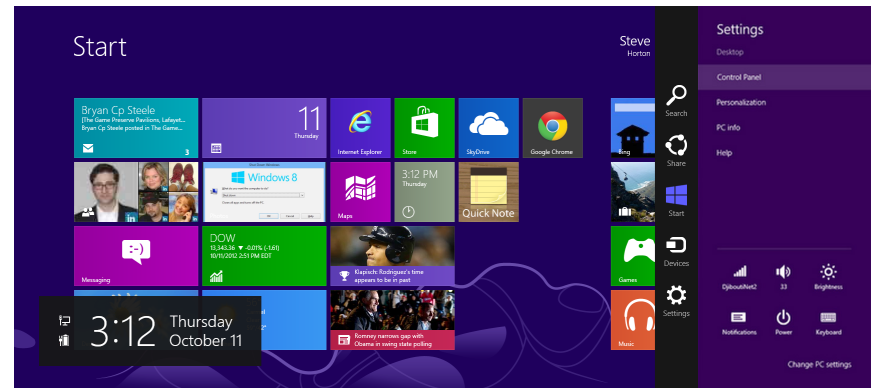 Start
Steve
Horton
Bryan Cp Steele
[The Game Preserve Pavilions, Lafayet...
Bryan Cp Steele posted in The Game...
3
11
Thursday
Internet Explorer
Store
SkyDrive
Google Chrome
Bing
Windows 8
Maps
3:12 PM
Thursday
Quick Note
Messaging
DOW
13,343.36 ▼ -0.01% (-1.61)
10/11/2012 2:51 PM EDT
Klapisch: Rodriguez's time
appears to be in past
Games
Romney narrows gap with
Obama in swing state polling
Music
3:12
Thursday
October 11
Search
Share
Start
Devices
Settings
Settings
Desktop
Control Panel
Personalization
PC info
Help
DjiboutiNet2
33
Brightness
Notifications
Power
Keyboard
Change PC settings